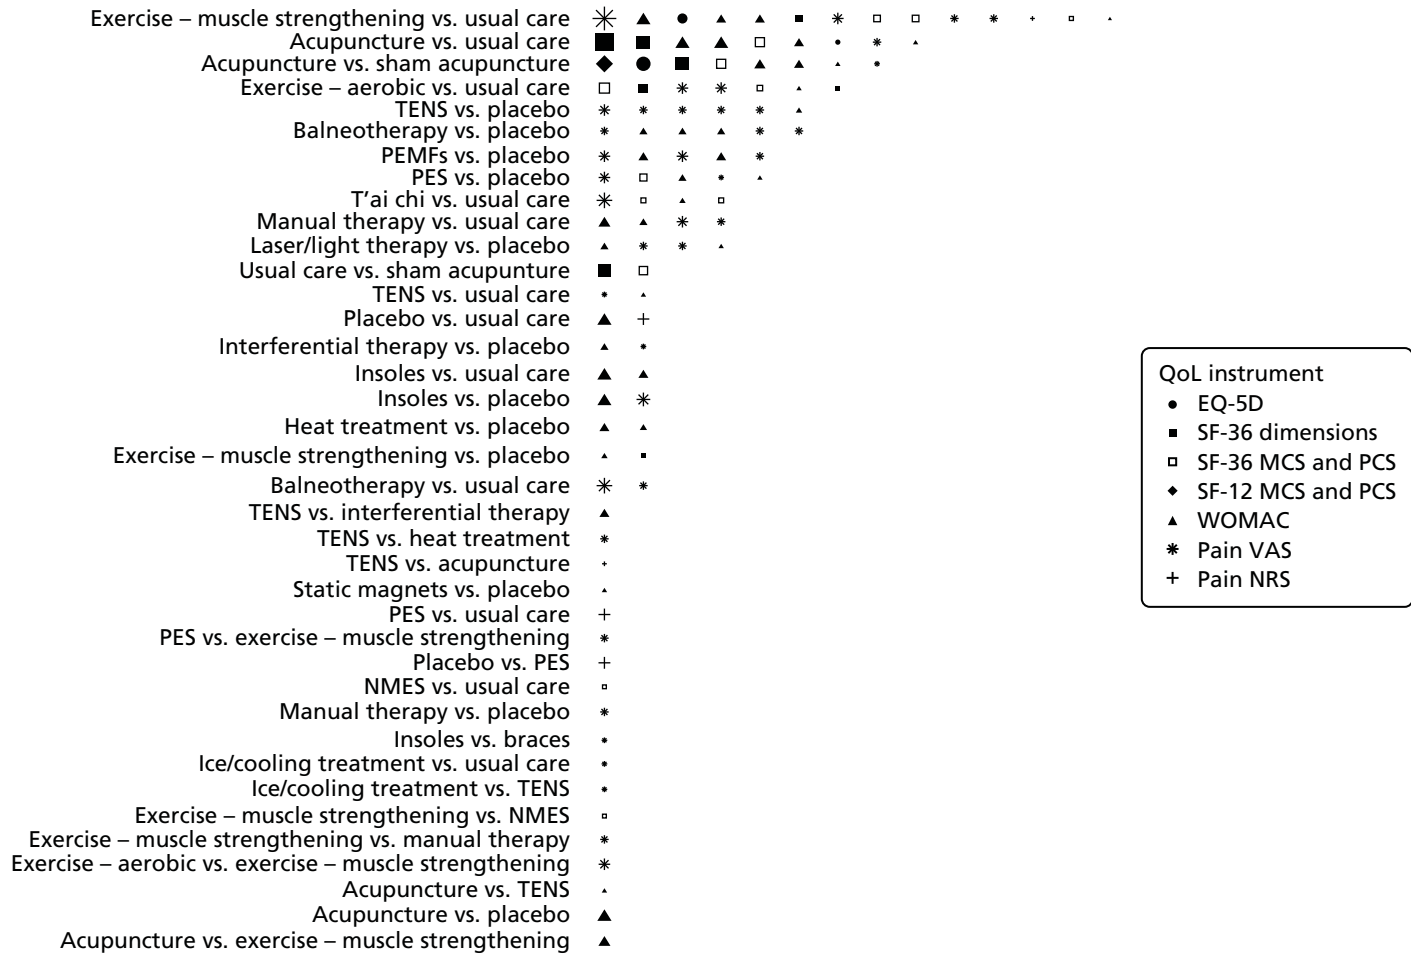 Exercise – muscle strengthening vs. usual care
Acupuncture vs. usual care
Acupuncture vs. sham acupuncture
Exercise – aerobic vs. usual care
TENS vs. placebo
Balneotherapy vs. placebo
PEMFs vs. placebo
PES vs. placebo
T’ai chi vs. usual care
Manual therapy vs. usual care
Laser/light therapy vs. placebo
Usual care vs. sham acupunture
TENS vs. usual care
Placebo vs. usual care
Interferential therapy vs. placebo
Insoles vs. usual care
Insoles vs. placebo
Heat treatment vs. placebo
Exercise – muscle strengthening vs. placebo
Balneotherapy vs. usual care
TENS vs. interferential therapy
TENS vs. heat treatment
TENS vs. acupuncture
Static magnets vs. placebo
PES vs. usual care
PES vs. exercise – muscle strengthening
Placebo vs. PES
NMES vs. usual care
Manual therapy vs. placebo
Insoles vs. braces
Ice/cooling treatment vs. usual care
Ice/cooling treatment vs. TENS
Exercise – muscle strengthening vs. NMES
Exercise – muscle strengthening vs. manual therapy
Exercise – aerobic vs. exercise – muscle strengthening
Acupuncture vs. TENS
Acupuncture vs. placebo
Acupuncture vs. exercise – muscle strengthening
QoL instrument
EQ-5D
SF-36 dimensions
SF-36 MCS and PCS
SF-12 MCS and PCS
WOMAC
Pain VAS
Pain NRS